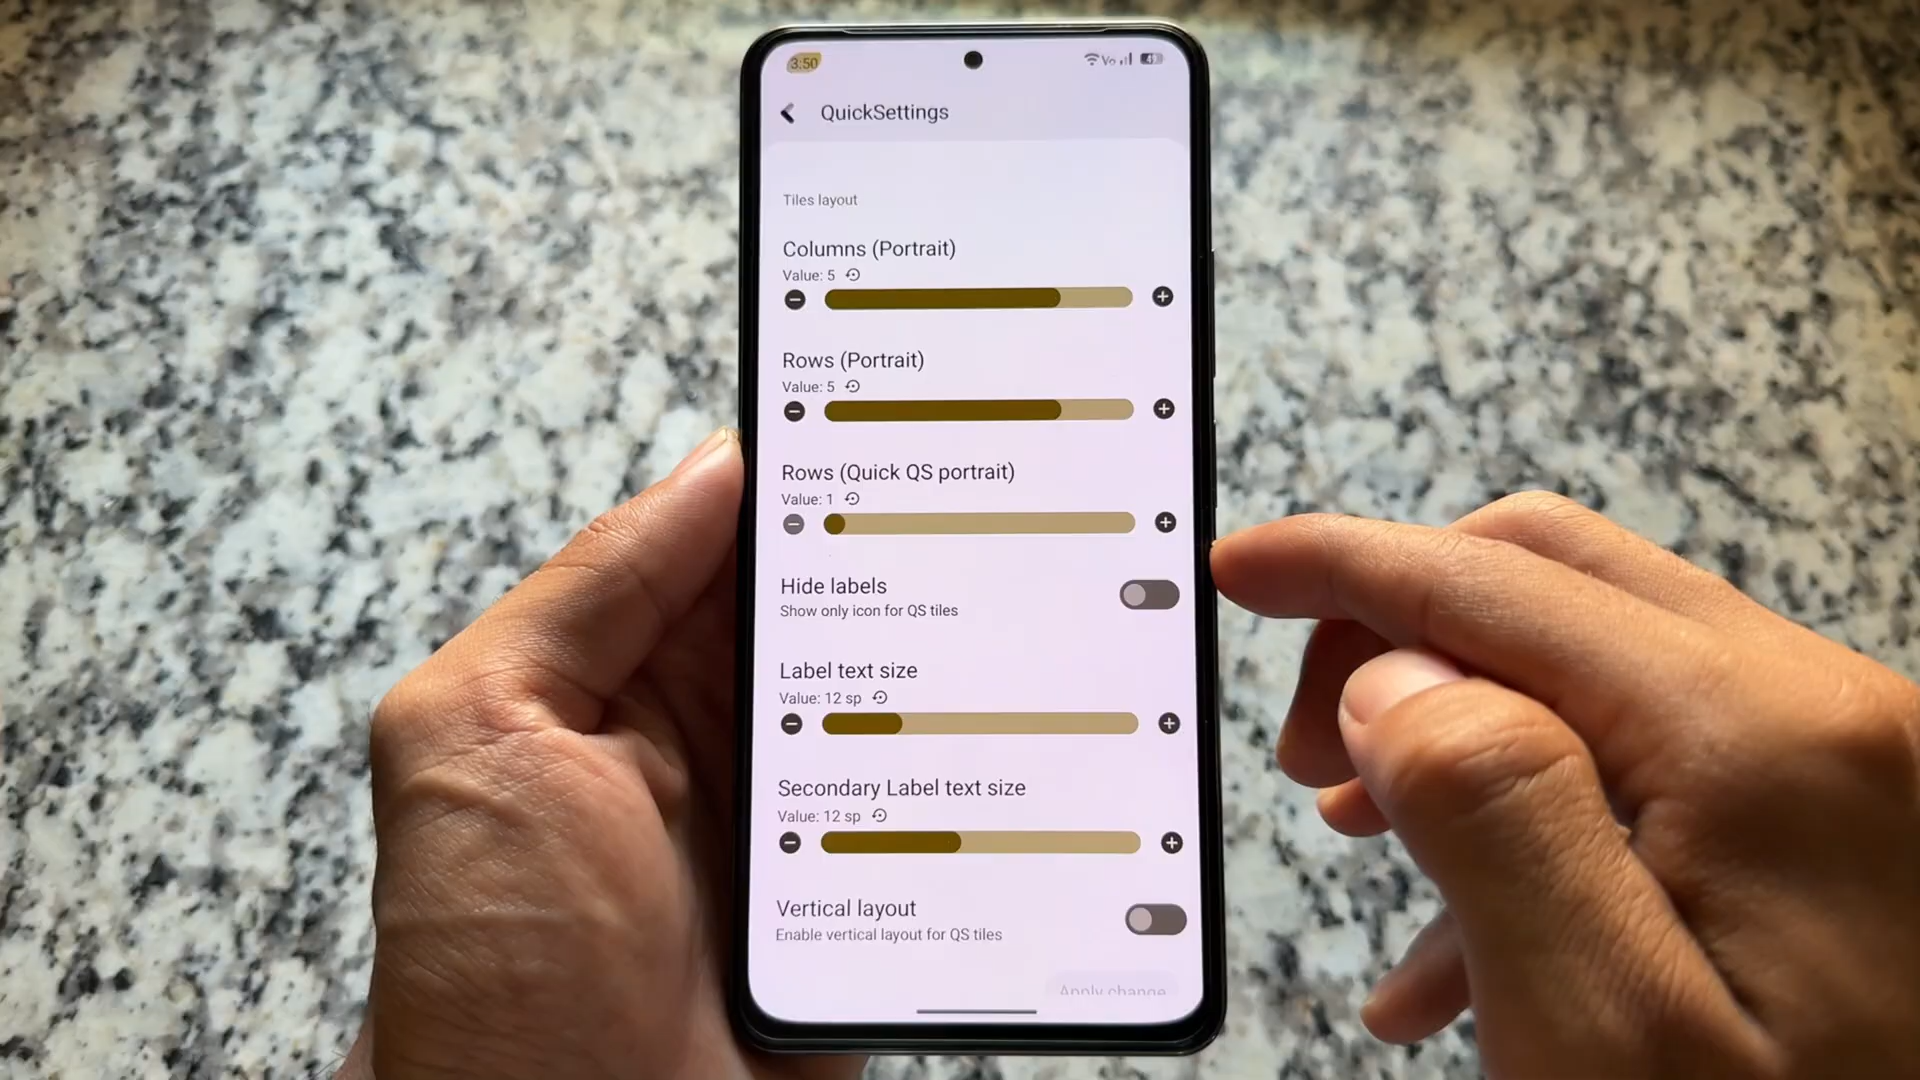 3:50
Vo
QuickSettings
Tiles layout
Columns (Portrait)
Value: 5
Rows (Portrait)
Value: 5
Rows (Quick QS portrait)
Value: 1
Hide labels
Show only icon for QS tiles
Label text size
Value: 12 sp
Secondary Label text size
Value: 12 sp
Vertical layout
Enable vertical layout for QS tiles
Apply change